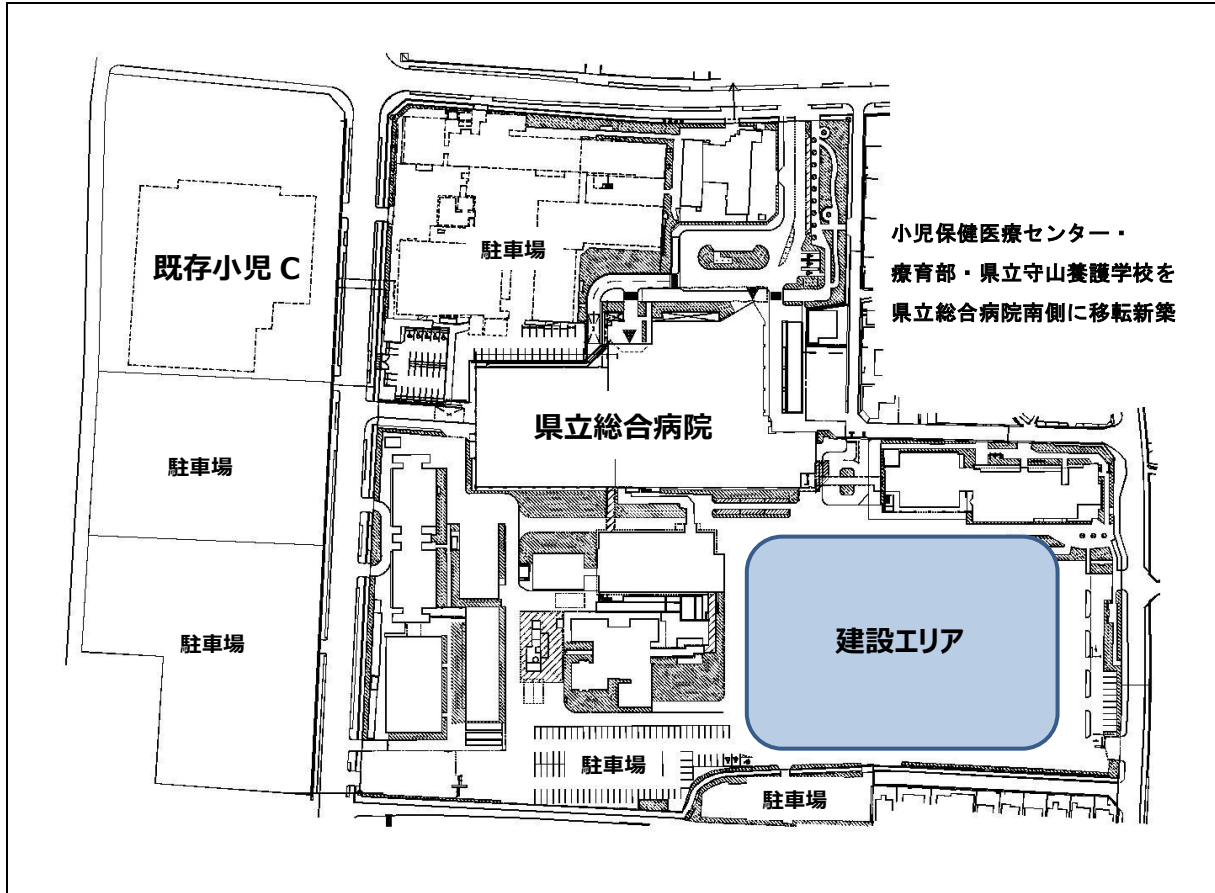 小児保健医療センター・
療育部・県立守山養護学校を
県立総合病院南側に移転新築
駐車場
既存小児 C
県立総合病院
駐車場
建設エリア
駐車場
駐車場
駐車場